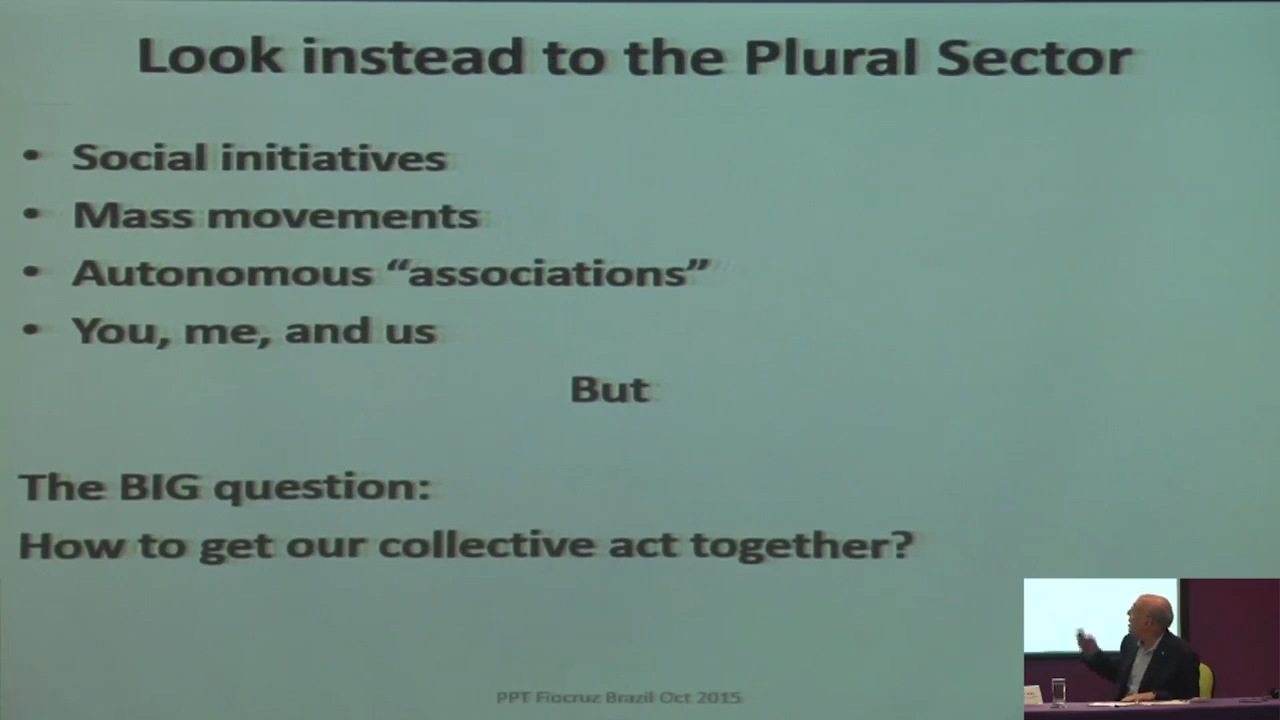 Look instead to the Plural Sector
• Social initiatives
• Mass movements
• Autonomous “associations”
• You, me, and us
But
The BIG question:
How to get our collective act together?
PPT Fiocruz Brazil Oct 2015